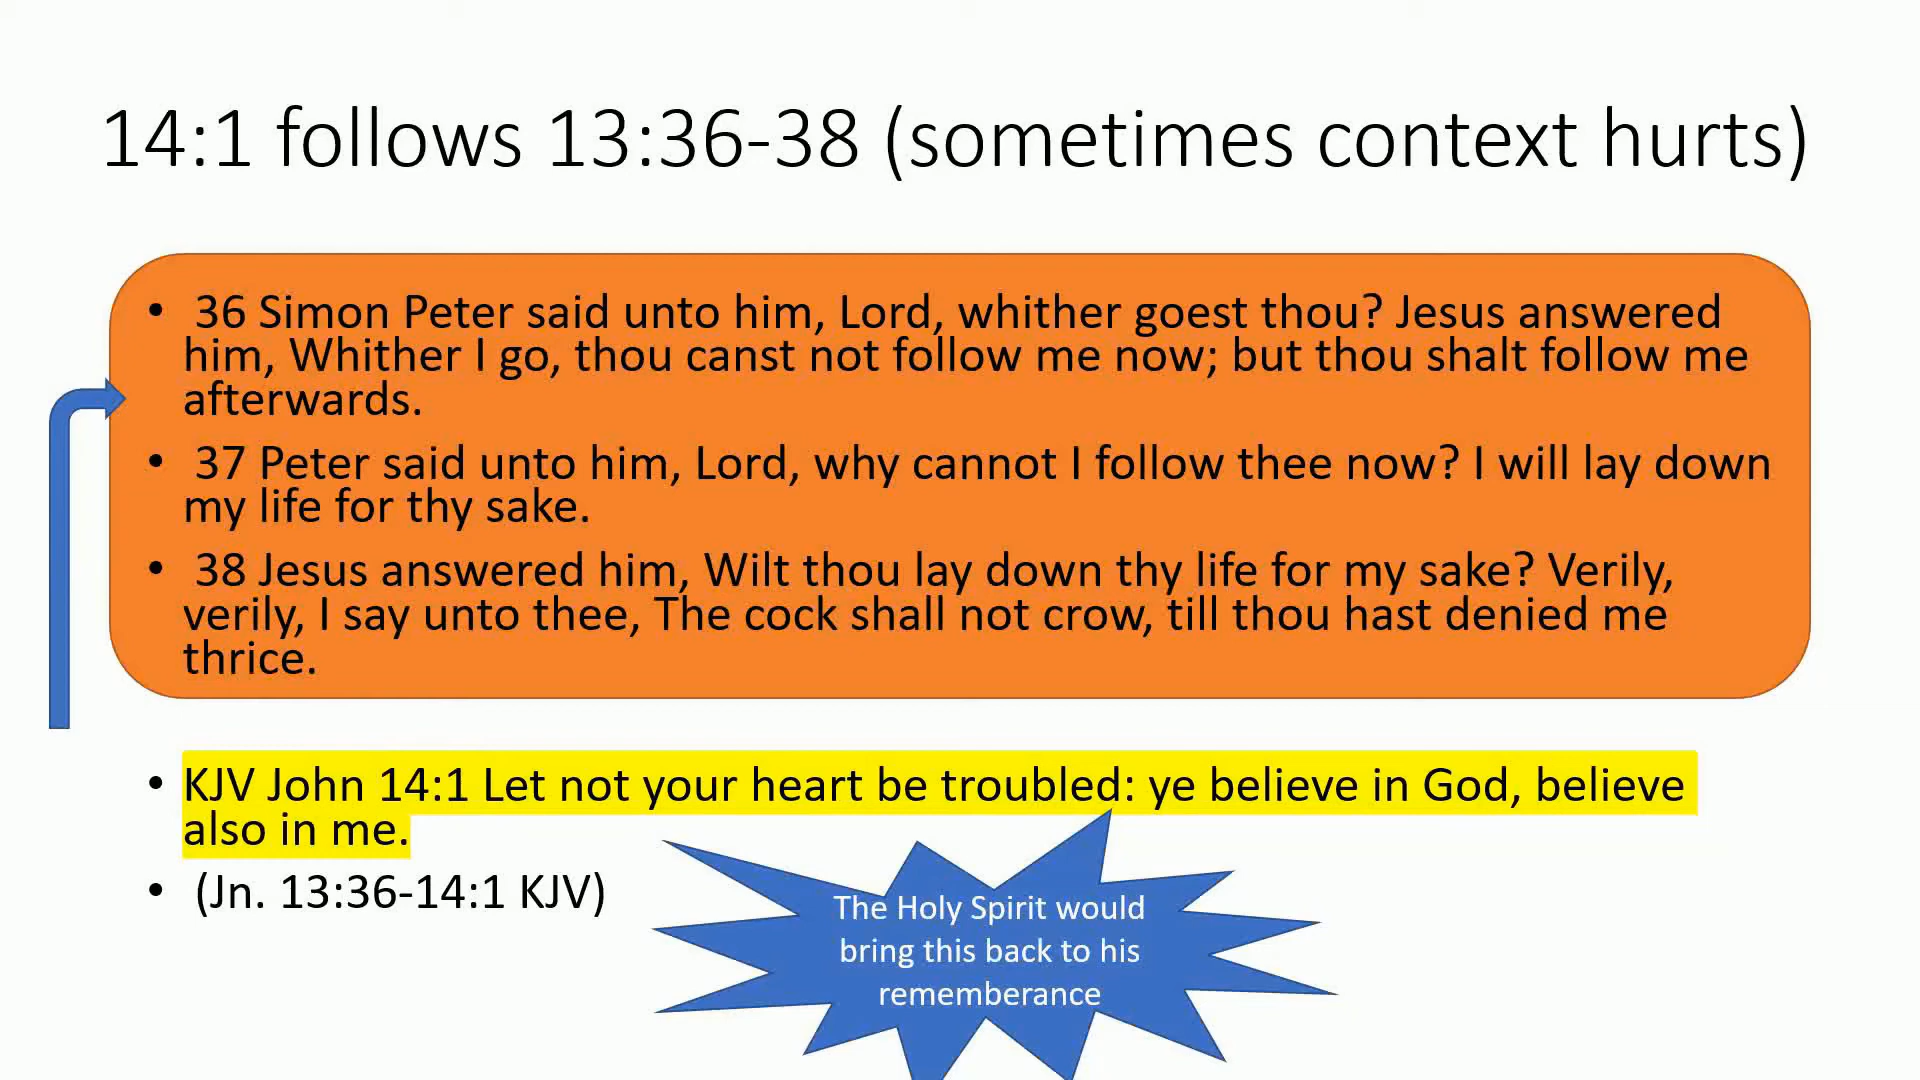 14:1 follows 13:36-38 (sometimes context hurts)
• 36 Simon Peter said unto him, Lord, whither goest thou? Jesus answered
him, Whither I go, thou canst not follow me now; but thou shalt follow me
afterwards.
• 37 Peter said unto him, Lord, why cannot I follow thee now? I will lay down
my life for thy sake.
• 38 Jesus answered him, Wilt thou lay down thy life for my sake? Verily,
verily, I say unto thee, The cock shall not crow, till thou hast denied me
thrice.
• KJV John 14:1 Let not your heart be troubled: ye believe in God, believe
also in me.
• (Jn. 13:36-14:1 KJV)
The Holy Spirit would
bring this back to his
rememberance